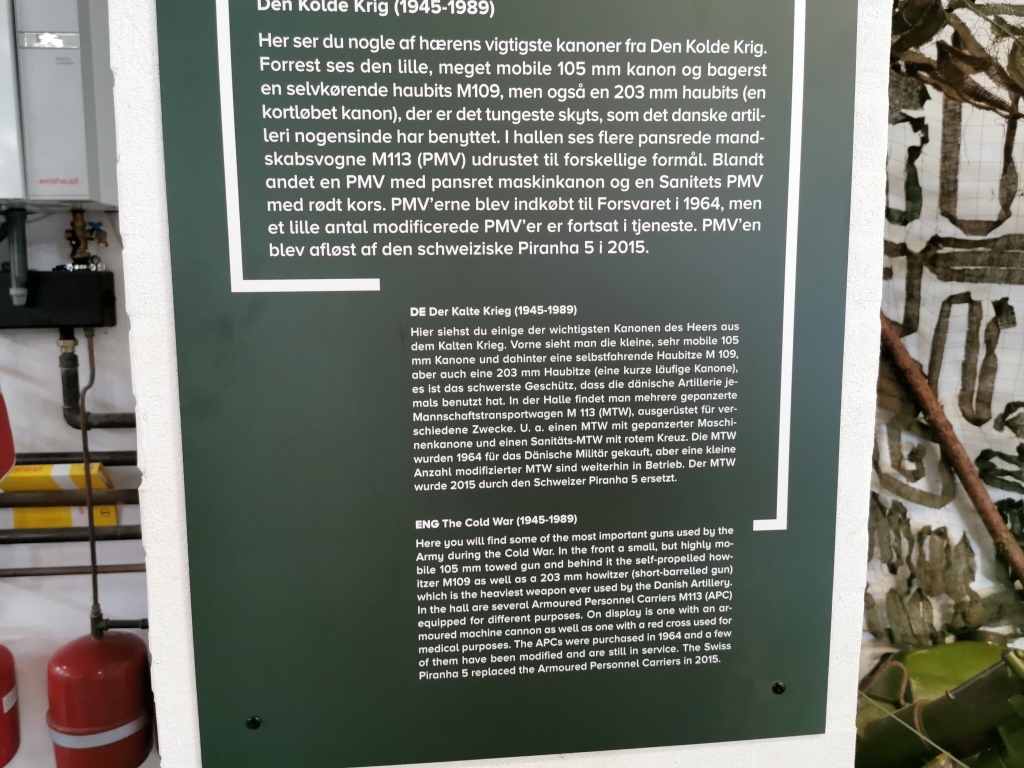 Den Kolde Krig (1945-1989)
Her ser du nogle af hærens vigtigste kanoner fra Den Kolde Krig.
Forrest ses den lille, meget mobile 105 mm kanon og bagerst
en selvkørende haubits M109, men også en 203 mm haubits (en
kortløbet kanon), der er det tungeste skyts, som det danske artil-
leri nogensinde har benyttet. I hallen ses flere pansrede mand-
skabsvogne M113 (PMV) udrustet til forskellige formål. Blandt
andet en PMV med pansret maskinkanon og en Sanitets PMV
med rødt kors. PMV'erne blev indkøbt til Forsvaret i 1964, men
et lille antal modificerede PMV'er er fortsat i tjeneste. PMV'en
blev afløst af den schweiziske Piranha 5 i 2015.
DE Der Kalte Krieg (1945-1989)
Hier siehst du einige der wichtigsten Kanonen des Heers aus
dem Kalten Krieg. Vorne sieht man die kleine, sehr mobile 105
mm Kanone und dahinter eine selbstfahrende Haubitze M 109,
aber auch eine 203 mm Haubitze (eine kurze läufige Kanone),
es ist das schwerste Geschütz, dass die dänische Artillerie je-
mals benutzt hat. In der Halle findet man mehrere gepanzerte
Mannschaftstransportwagen M 113 (MTW), ausgerüstet für ver-
schiedene Zwecke. U. a. einen MTW mit gepanzerter Maschi-
nenkanone und einen Sanitäts-MTW mit rotem Kreuz. Die MTW
wurden 1964 für das Dänische Militär gekauft, aber eine kleine
Anzahl modifizierter MTW sind weiterhin in Betrieb. Der MTW
wurde 2015 durch den Schweizer Piranha 5 ersetzt.
ENG The Cold War (1945-1989)
Here you will find some of the most important guns used by the
Army during the Cold War. In the front a small, but highly mo-
bile 105 mm towed gun and behind it the self-propelled how-
itzer M109 as well as a 203 mm howitzer (short-barrelled gun)
which is the heaviest weapon ever used by the Danish Artillery.
In the hall are several Armoured Personnel Carriers M113 (APC)
equipped for different purposes. On display is one with an ar-
moured machine cannon as well as one with a red cross used for
medical purposes. The APCs were purchased in 1964 and a few
of them have been modified and are still in service. The Swiss
Piranha 5 replaced the Armoured Personnel Carriers in 2015.